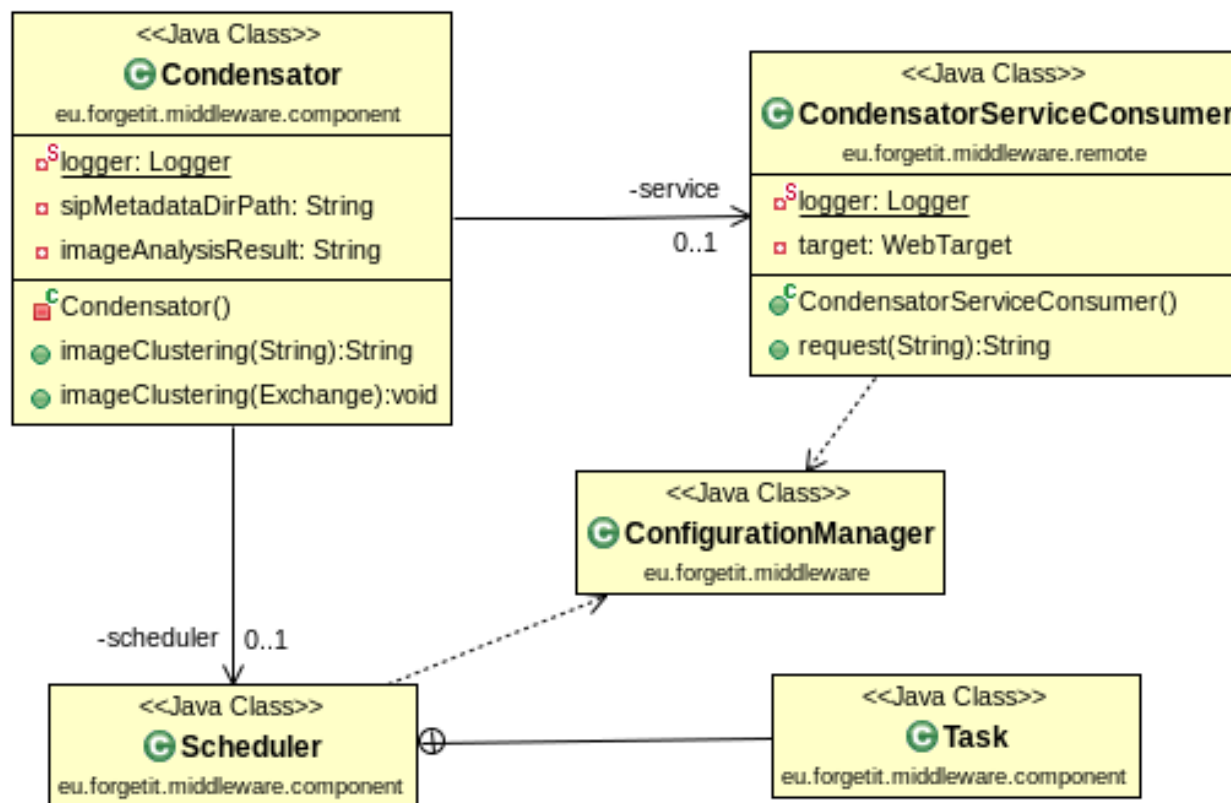 <<Java Class>>
Condensator
eu.forgetit.middleware.component
logger: Logger
sipMetadataDirPath: String
imageAnalysisResult: String
Condensator()
imageClustering(String):String
imageClustering(Exchange):void
-service
0..1
<<Java Class>>
CondensatorServiceConsumer
eu.forgetit.middleware.remote
logger: Logger
target: WebTarget
CondensatorServiceConsumer()
request(String):String
<<Java Class>>
ConfigurationManager
eu.forgetit.middleware
-scheduler 0..1
<<Java Class>>
Scheduler
eu.forgetit.middleware.component
<<Java Class>>
Task
eu.forgetit.middleware.component